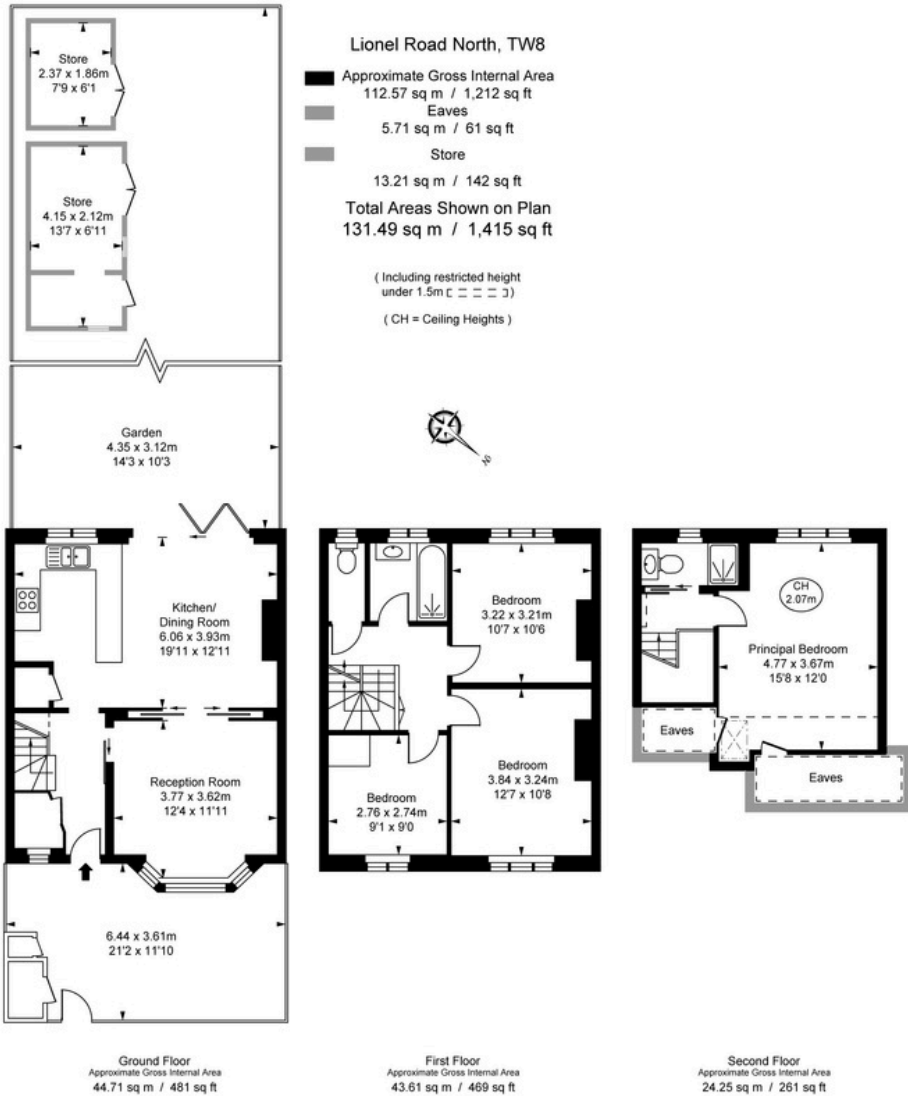 Lionel Road North, TW8
Approximate Gross Internal Area
112.57 sq m / 1,212 sq ft
Eaves
5.71 sq m / 61 sq ft
Store
13.21 sq m / 142 sq ft
Total Areas Shown on Plan
131.49 sq m / 1,415 sq ft
( Including restricted height
under 1.5m )
( CH = Ceiling Heights )
Store
2.37 x 1.86m
7'9 x 6'1
Store
4.15 x 2.12m
13'7 x 6'11
N
Garden
4.35 x 3.12m
14'3 x 10'3
Kitchen/
Dining Room
6.06 x 3.93m
19'11 x 12'11
Reception Room
3.77 x 3.62m
12'4 x 11'11
6.44 x 3.61m
21'2 x 11'10
Bedroom
3.22 x 3.21m
10'7 x 10'6
Bedroom
3.84 x 3.24m
12'7 x 10'8
Bedroom
2.76 x 2.74m
9'1 x 9'0
CH
2.07m
Principal Bedroom
4.77 x 3.67m
15'8 x 12'0
Eaves
Eaves
Ground Floor
Approximate Gross Internal Area
44.71 sq m / 481 sq ft
First Floor
Approximate Gross Internal Area
43.61 sq m / 469 sq ft
Second Floor
Approximate Gross Internal Area
24.25 sq m / 261 sq ft